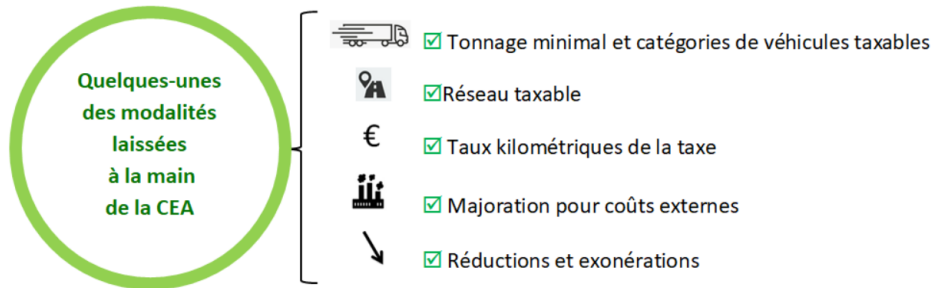 Quelques-unes
des modalités
laissées
à la main
de la CEA
Tonnage minimal et catégories de véhicules taxables
Réseau taxable
€
Taux kilométriques de la taxe
Majoration pour coûts externes
Réductions et exonérations